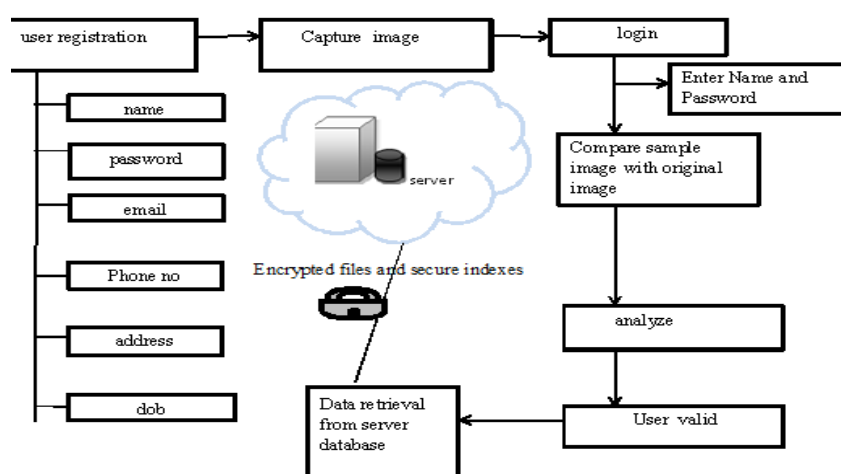 user registration
Capture image
login
Enter Name and
Password
name
password
email
Phone no
address
dob
server
Encrypted files and secure indexes
Compare sample
image with original
image
analyze
User valid
Data retrieval
from server
database